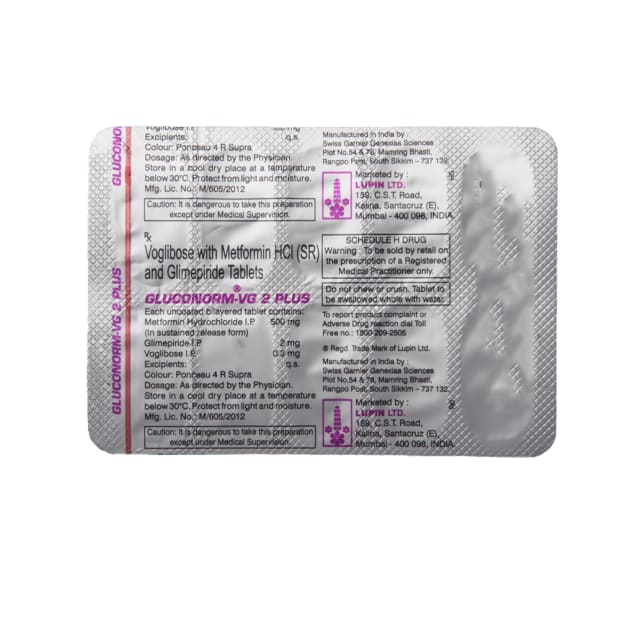 GLUCONO
Voglibose I.P. 0.3 mg
Excipients: q.s.
Colour: Ponceau 4 R Supra
Dosage: As directed by the Physician.
Store in a cool dry place at a temperature
below 30°C. Protect from light and moisture.
Mfg. Lic. No.: M/605/2012
Caution: It is dangerous to take this preparation
except under Medical Supervision.
Manufactured in India by :
Swiss Garnier Genexiaa Sciences
Plot No.54 & 76, Mamring Bhasti,
Rangpo Post, South Sikkim - 737 132.
Marketed by :
LUPIN LTD.
159, C.S.T. Road,
Kalina, Santacruz (E),
Mumbai - 400 098, INDIA.
GLUCONORM-VG 2 PLUS
Rx
Voglibose with Metformin HCl (SR)
and Glimepiride Tablets
GLUCONORM-VG® 2 PLUS
Each uncoated bilayered tablet contains:
Metformin Hydrochloride I.P. 500 mg
(In sustained release form)
Glimepiride I.P. 2 mg
Voglibose I.P. 0.3 mg
Excipients: q.s.
Colour: Ponceau 4 R Supra
Dosage: As directed by the Physician.
Store in a cool dry place at a temperature
below 30°C. Protect from light and moisture.
Mfg. Lic. No.: M/605/2012
Caution: It is dangerous to take this preparation
except under Medical Supervision.
SCHEDULE H DRUG
Warning : To be sold by retail on
the prescription of a Registered
Medical Practitioner only.
Do not chew or crush. Tablet to
be swallowed whole with water.
To report product complaint or
Adverse Drug reaction dial Toll
Free no.: 1800-209-2505
® Regd. Trade Mark of Lupin Ltd.
Manufactured in India by :
Swiss Garnier Genexiaa Sciences
Plot No.54 & 76, Mamring Bhasti,
Rangpo Post, South Sikkim - 737 132.
Marketed by :
LUPIN LTD.
159, C.S.T. Road,
Kalina, Santacruz (E),
Mumbai - 400 098, INDIA.